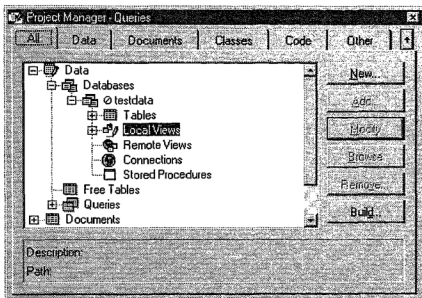 Project Manager - Queries
All Data Documents Classes Code Other
Data
New...
Databases
testdata
Add...
Tables
Local Views
Modify
Remote Views
Connections
Browse
Stored Procedures
Free Tables
Remove...
Queries
Documents
Build...
Description:
Path: